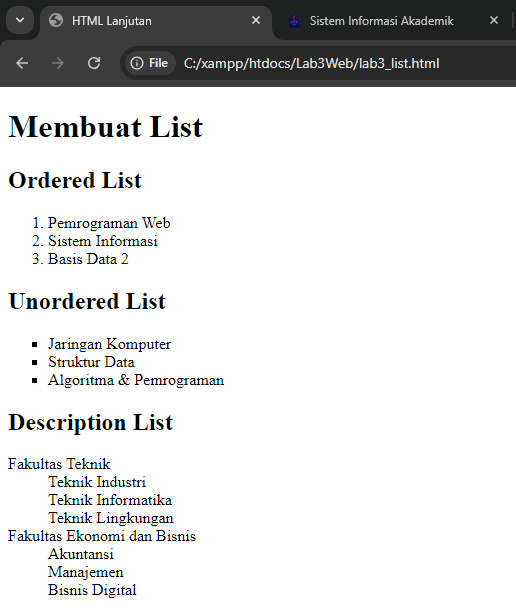 HTML Lanjutan
Sistem Informasi Akademik
File C:/xampp/htdocs/Lab3Web/lab3_list.html
Membuat List
Ordered List
1. Pemrograman Web
2. Sistem Informasi
3. Basis Data 2
Unordered List
▪ Jaringan Komputer
▪ Struktur Data
▪ Algoritma & Pemrograman
Description List
Fakultas Teknik
Teknik Industri
Teknik Informatika
Teknik Lingkungan
Fakultas Ekonomi dan Bisnis
Akuntansi
Manajemen
Bisnis Digital